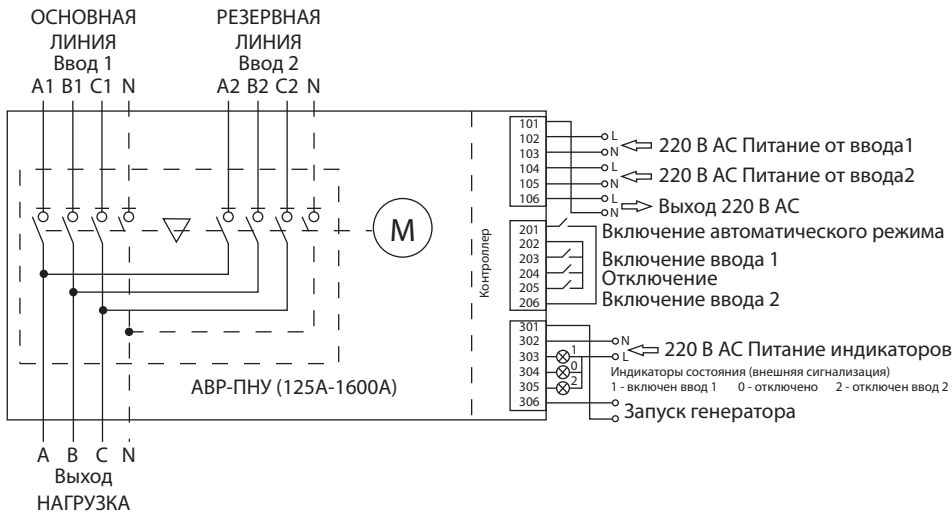 ОСНОВНАЯ
ЛИНИЯ
Ввод 1
A1 B1 C1 N
РЕЗЕРВНАЯ
ЛИНИЯ
Ввод 2
A2 B2 C2 N
M
Контроллер
АВР-ПНУ (125А-1600А)
A B C N
Выход
НАГРУЗКА
101
102
103
104
105
106
L
N
L
N
L
N
220 В АС Питание от ввода1
220 В АС Питание от ввода2
Выход 220 В АС
201
202
203
204
205
206
Включение автоматического режима
Включение ввода 1
Отключение
Включение ввода 2
301
302
303
304
305
306
1
0
2
N
L
220 В АС Питание индикаторов
Индикаторы состояния (внешняя сигнализация)
1 - включен ввод 1 0 - отключено 2 - отключен ввод 2
Запуск генератора